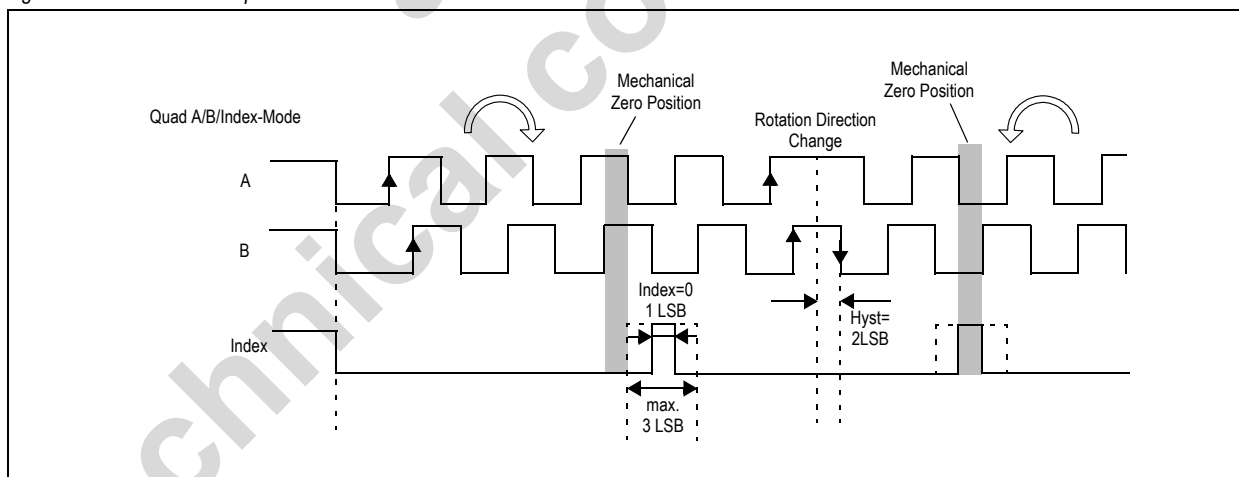 Mechanical
Zero Position
Mechanical
Zero Position
Quad A/B/Index-Mode
Rotation Direction
Change
A
B
Index=0
1 LSB
Hyst=
2LSB
Index
max.
3 LSB